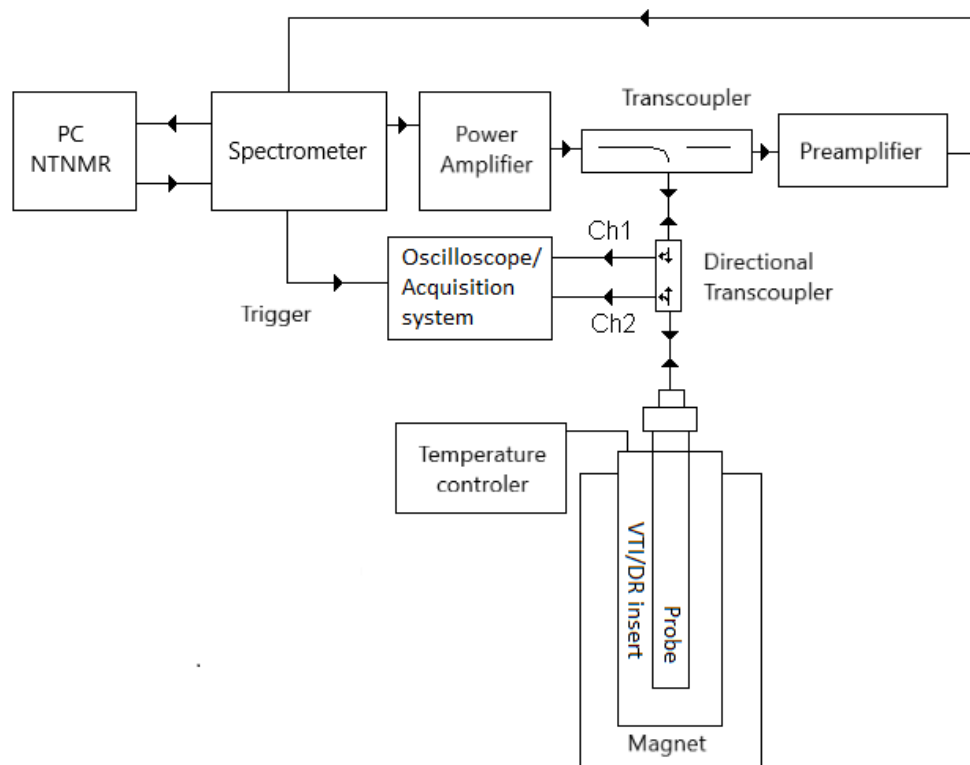 PC
NTNMR
Spectrometer
Power
Amplifier
Transcoupler
Preamplifier
Ch1
Oscilloscope/
Acquisition
system
Directional
Transcoupler
Trigger
Ch2
Temperature
controler
VTI/DR insert
Probe
Magnet